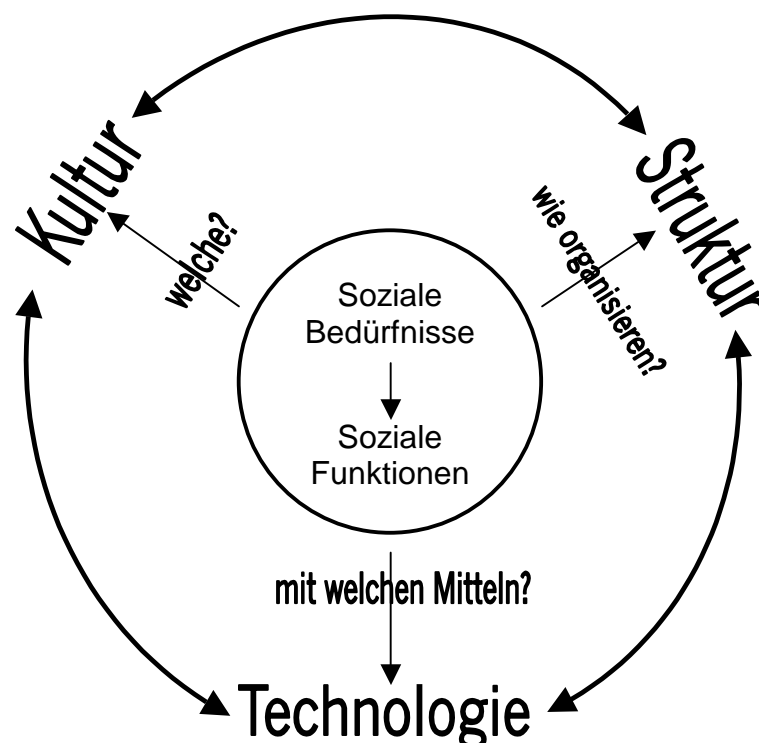 Kultur
Struktur
welche?
wie organisieren?
Soziale
Bedürfnisse
Soziale
Funktionen
mit welchen Mitteln?
Technologie